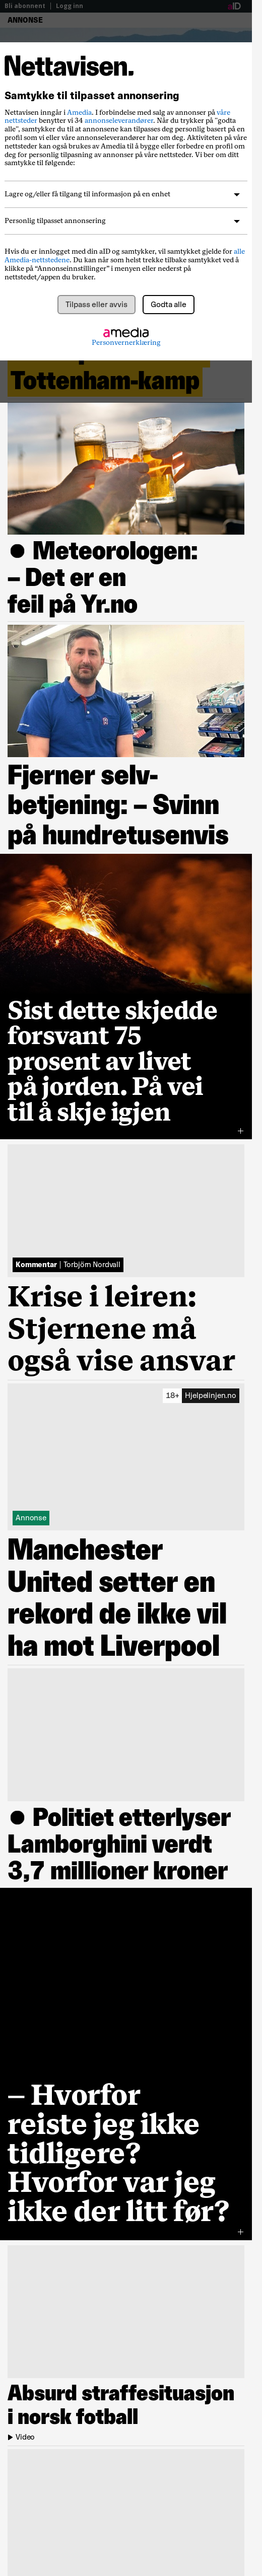 Bli abonnent | Logg inn
aID
ANNONSE
Nettavisen.
Samtykke til tilpasset annonsering
Nettavisen inngår i Amedia. I forbindelse med salg av annonser på våre
nettsteder benytter vi 34 annonseleverandører. Når du trykker på "godta
alle", samtykker du til at annonsene kan tilpasses deg personlig basert på en
profil som vi eller våre annonseleverandører har om deg. Aktiviteten på våre
nettsteder kan også brukes av Amedia til å bygge eller forbedre en profil om
deg for personlig tilpasning av annonser på våre nettsteder. Vi ber om ditt
samtykke til følgende:
Lagre og/eller få tilgang til informasjon på en enhet
Personlig tilpasset annonsering
Hvis du er innlogget med din aID og samtykker, vil samtykket gjelde for alle
Amedia-nettstedene. Du kan når som helst trekke tilbake samtykket ved å
klikke på “Annonseinnstillinger” i menyen eller nederst på
nettstedet/appen du bruker.
Tilpass eller avvis
Godta alle
amedia
Personvernerklæring
Tottenham-kamp
● Meteorologen:
– Det er en
feil på Yr.no
Fjerner selv-
betjening: – Svinn
på hundretusenvis
Sist dette skjedde
forsvant 75
prosent av livet
på jorden. På vei
til å skje igjen
+
Kommentar | Torbjörn Nordvall
Krise i leiren:
Stjernene må
også vise ansvar
18+ Hjelpelinjen.no
Annonse
Manchester
United setter en
rekord de ikke vil
ha mot Liverpool
● Politiet etterlyser
Lamborghini verdt
3,7 millioner kroner
– Hvorfor
reiste jeg ikke
tidligere?
Hvorfor var jeg
ikke der litt før?
+
Absurd straffesituasjon
i norsk fotball
Video